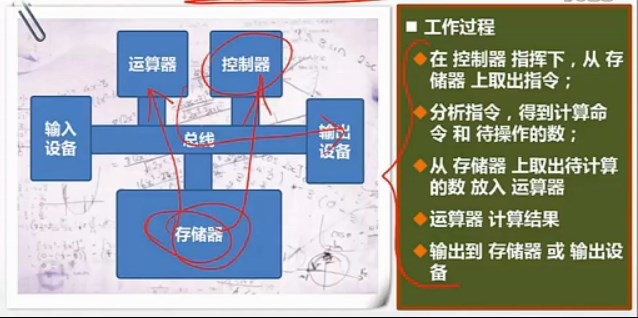 运算器
控制器
输入
设备
总线
输出
设备
存储器
■ 工作过程
◆在 控制器 指挥下，从 存
储器 上取出指令；
◆分析指令，得到计算命
令 和 待操作的数；
◆从 存储器 上取出待计算
的数 放入 运算器
◆运算器 计算结果
◆输出到 存储器 或 输出设
备